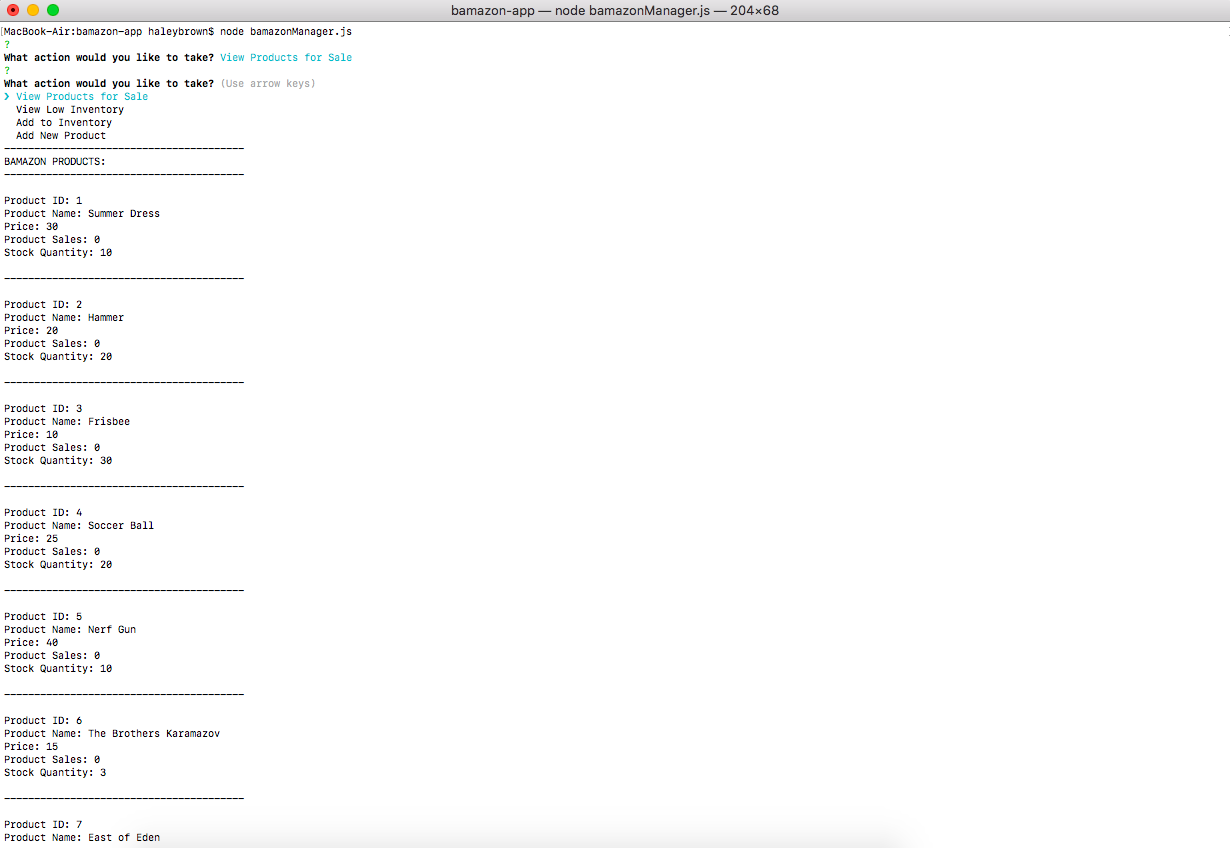 bamazon-app — node bamazonManager.js — 204×68
[MacBook-Air:bamazon-app haleybrown$ node bamazonManager.js
?
What action would you like to take? View Products for Sale
?
What action would you like to take? (Use arrow keys)
❯ View Products for Sale
View Low Inventory
Add to Inventory
Add New Product
----------------------------------------
BAMAZON PRODUCTS:
----------------------------------------
Product ID: 1
Product Name: Summer Dress
Price: 30
Product Sales: 0
Stock Quantity: 10
----------------------------------------
Product ID: 2
Product Name: Hammer
Price: 20
Product Sales: 0
Stock Quantity: 20
----------------------------------------
Product ID: 3
Product Name: Frisbee
Price: 10
Product Sales: 0
Stock Quantity: 30
----------------------------------------
Product ID: 4
Product Name: Soccer Ball
Price: 25
Product Sales: 0
Stock Quantity: 20
----------------------------------------
Product ID: 5
Product Name: Nerf Gun
Price: 40
Product Sales: 0
Stock Quantity: 10
----------------------------------------
Product ID: 6
Product Name: The Brothers Karamazov
Price: 15
Product Sales: 0
Stock Quantity: 3
----------------------------------------
Product ID: 7
Product Name: East of Eden